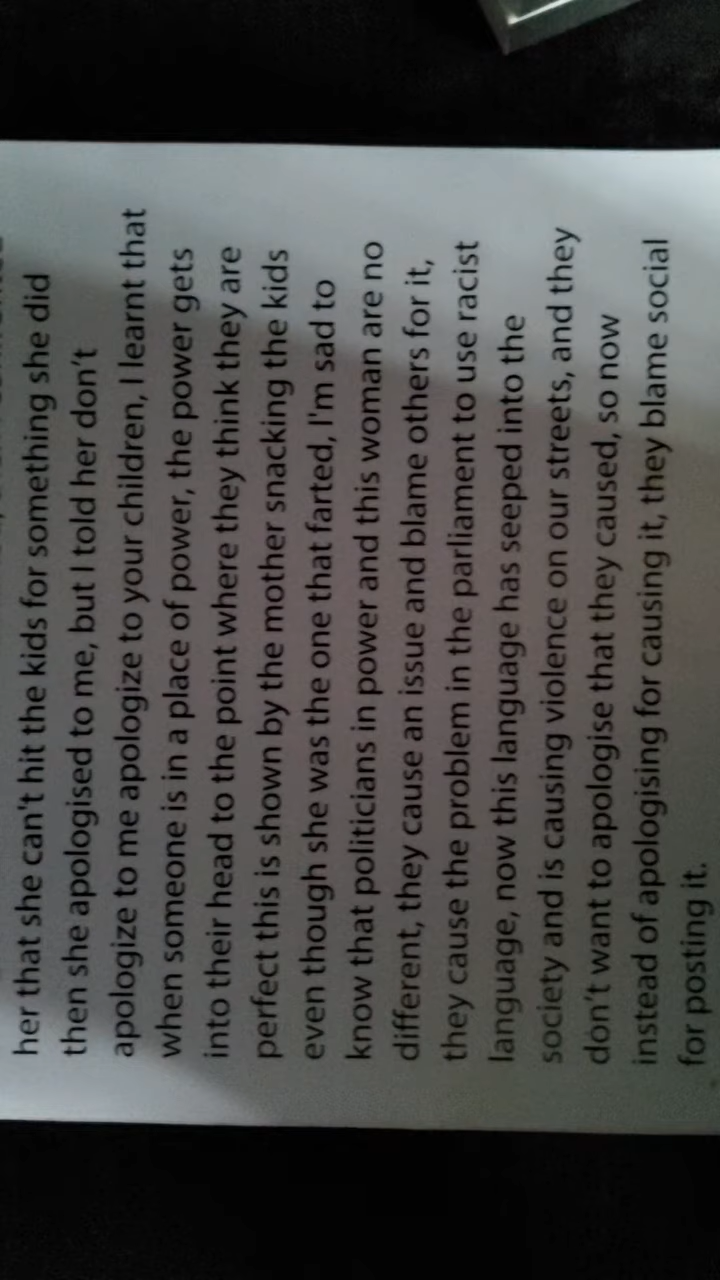 her that she can't hit the kids for something she did
then she apologised to me, but I told her don't
apologize to me apologize to your children, I learnt that
when someone is in a place of power, the power gets
into their head to the point where they think they are
perfect this is shown by the mother snacking the kids
even though she was the one that farted, I'm sad to
know that politicians in power and this woman are no
different, they cause an issue and blame others for it,
they cause the problem in the parliament to use racist
language, now this language has seeped into the
society and is causing violence on our streets, and they
don't want to apologise that they caused, so now
instead of apologising for causing it, they blame social
for posting it.